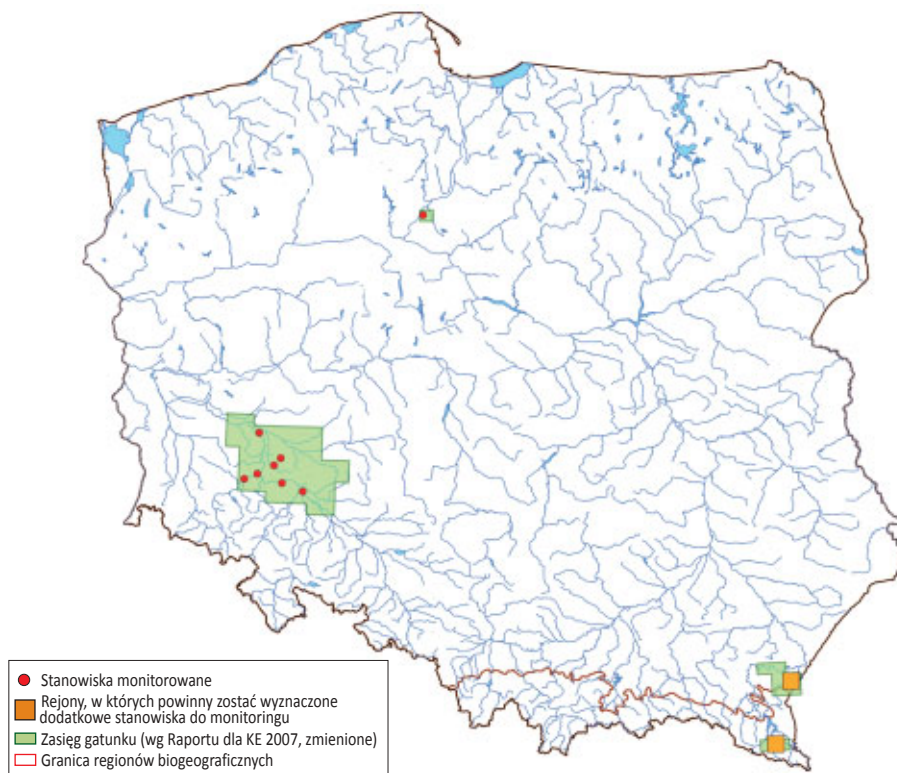 Stanowiska monitorowane
Rejony, w których powinny zostać wyznaczone
dodatkowe stanowiska do monitoringu
Zasięg gatunku (wg Raportu dla KE 2007, zmienione)
Granica regionów biogeograficznych